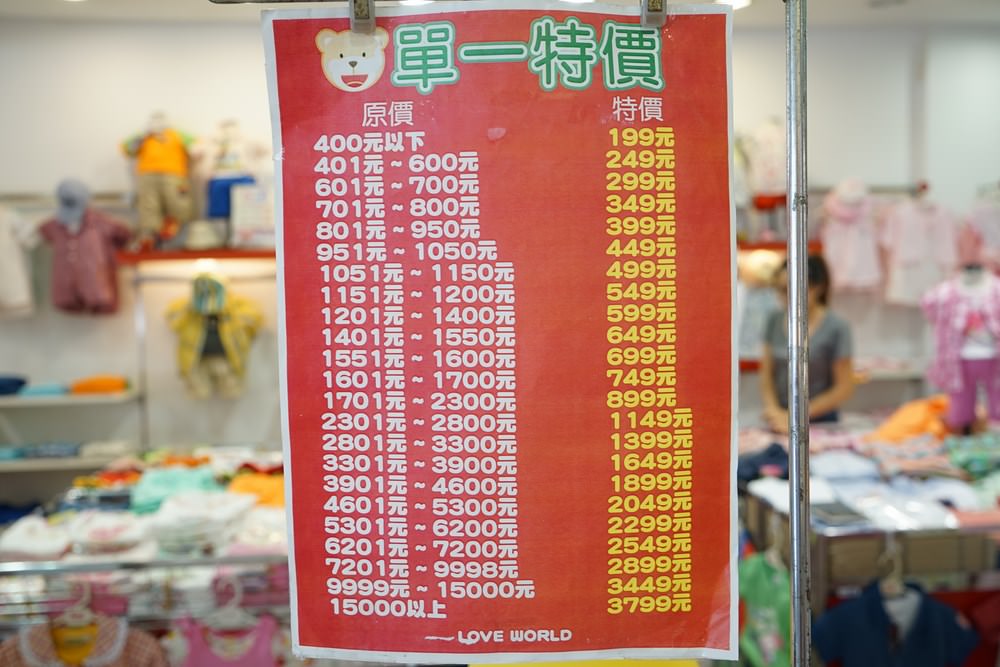 單一特價
原價 特價
400元以下 199元
401元 ~ 600元 249元
601元 ~ 700元 299元
701元 ~ 800元 349元
801元 ~ 950元 399元
951元 ~ 1050元 449元
1051元 ~ 1150元 499元
1151元 ~ 1200元 549元
1201元 ~ 1400元 599元
1401元 ~ 1550元 649元
1551元 ~ 1600元 699元
1601元 ~ 1700元 749元
1701元 ~ 2300元 899元
2301元 ~ 2800元 1149元
2801元 ~ 3300元 1399元
3301元 ~ 3900元 1649元
3901元 ~ 4600元 1899元
4601元 ~ 5300元 2049元
5301元 ~ 6200元 2299元
6201元 ~ 7200元 2549元
7201元 ~ 9998元 2899元
9999元 ~ 15000元 3449元
15000以上 3799元
LOVE WORLD